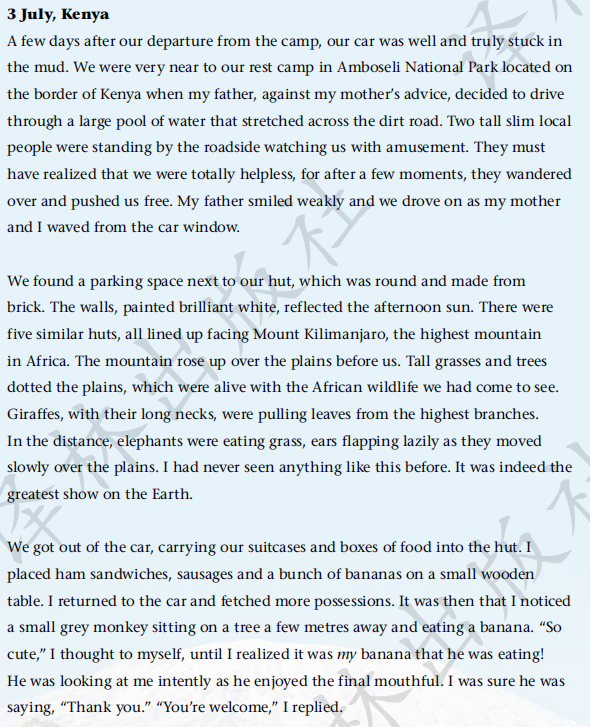 3 July, Kenya
A few days after our departure from the camp, our car was well and truly stuck in
the mud. We were very near to our rest camp in Amboseli National Park located on
the border of Kenya when my father, against my mother’s advice, decided to drive
through a large pool of water that stretched across the dirt road. Two tall slim local
people were standing by the roadside watching us with amusement. They must
have realized that we were totally helpless, for after a few moments, they wandered
over and pushed us free. My father smiled weakly and we drove on as my mother
and I waved from the car window.
We found a parking space next to our hut, which was round and made from
brick. The walls, painted brilliant white, reflected the afternoon sun. There were
five similar huts, all lined up facing Mount Kilimanjaro, the highest mountain
in Africa. The mountain rose up over the plains before us. Tall grasses and trees
dotted the plains, which were alive with the African wildlife we had come to see.
Giraffes, with their long necks, were pulling leaves from the highest branches.
In the distance, elephants were eating grass, ears flapping lazily as they moved
slowly over the plains. I had never seen anything like this before. It was indeed the
greatest show on the Earth.
We got out of the car, carrying our suitcases and boxes of food into the hut. I
placed ham sandwiches, sausages and a bunch of bananas on a small wooden
table. I returned to the car and fetched more possessions. It was then that I noticed
a small grey monkey sitting on a tree a few metres away and eating a banana. “So
cute,” I thought to myself, until I realized it was my banana that he was eating!
He was looking at me intently as he enjoyed the final mouthful. I was sure he was
saying, “Thank you.” “You’re welcome,” I replied.
译林出版社
译林出版社